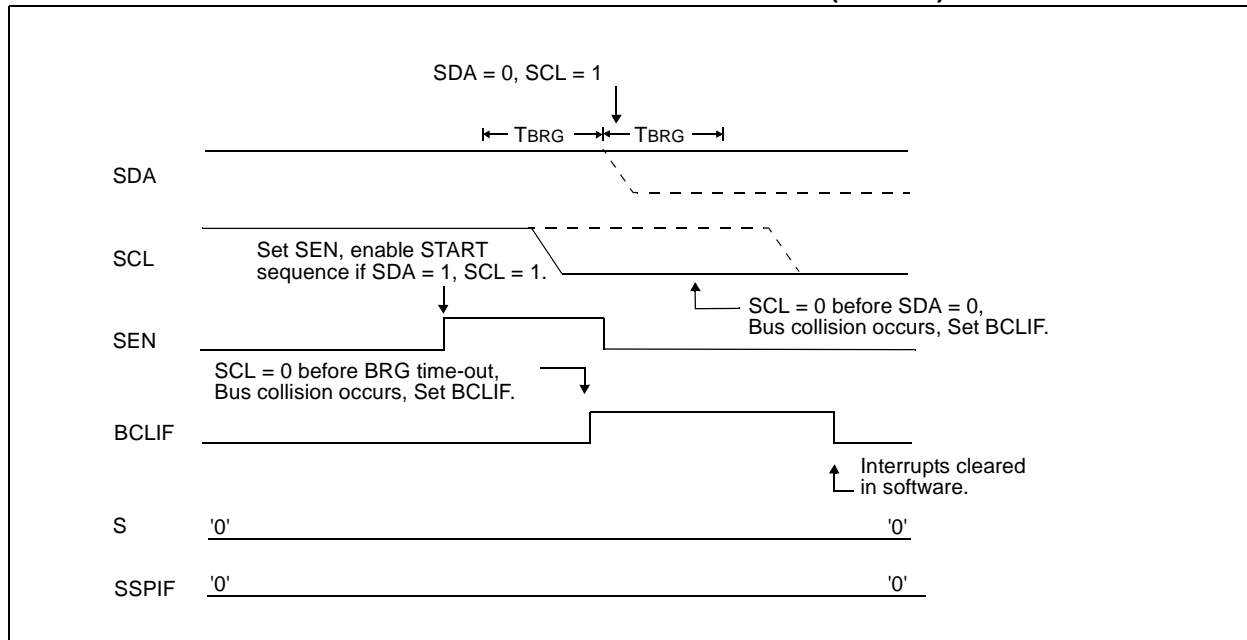 SDA = 0, SCL = 1
TBRG TBRG
SDA
SCL
Set SEN, enable START
sequence if SDA = 1, SCL = 1.
SCL = 0 before SDA = 0,
Bus collision occurs, Set BCLIF.
SEN
SCL = 0 before BRG time-out,
Bus collision occurs, Set BCLIF.
BCLIF
Interrupts cleared
in software.
S '0' '0'
SSPIF '0' '0'